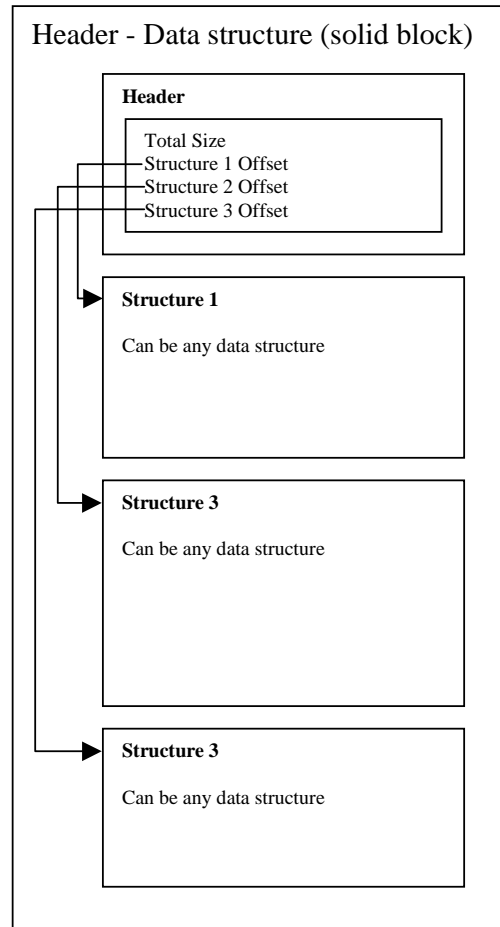 Header - Data structure (solid block)
Header
Total Size
Structure 1 Offset
Structure 2 Offset
Structure 3 Offset
Structure 1
Can be any data structure
Structure 3
Can be any data structure
Structure 3
Can be any data structure